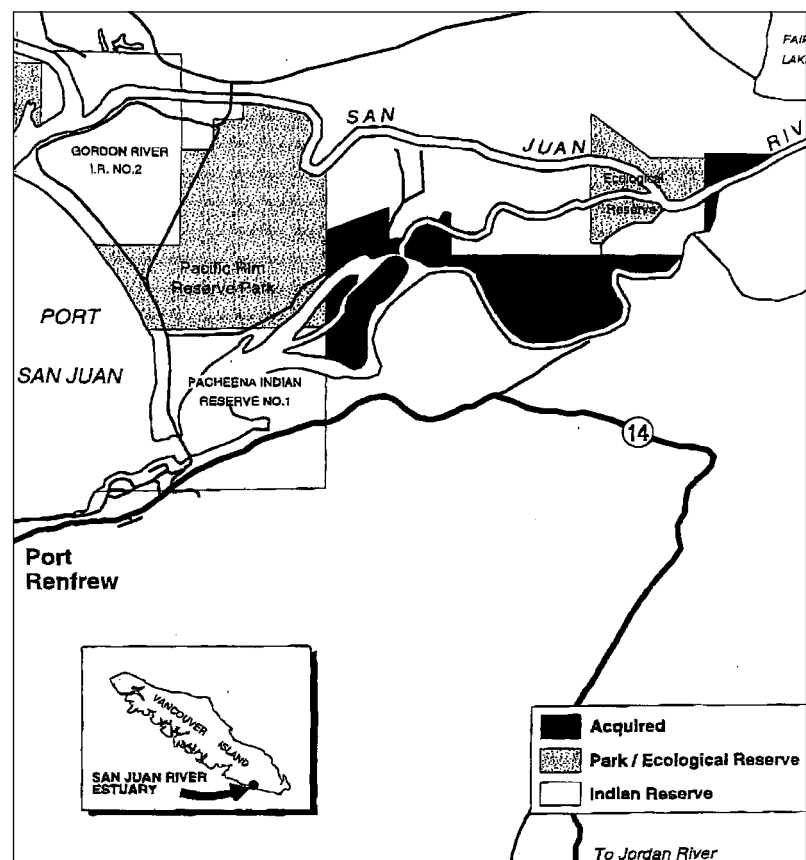 FAIR
LAKE
SAN
JUAN
RIV
GORDON RIVER
I.R. NO.2
Ecological
Reserve
Pacific Rim
Reserve Park
PORT
SAN JUAN
PACHEENA INDIAN
RESERVE NO.1
14
Port
Renfrew
VANCOUVER
ISLAND
SAN JUAN RIVER
ESTUARY
Acquired
Park / Ecological Reserve
Indian Reserve
To Jordan River